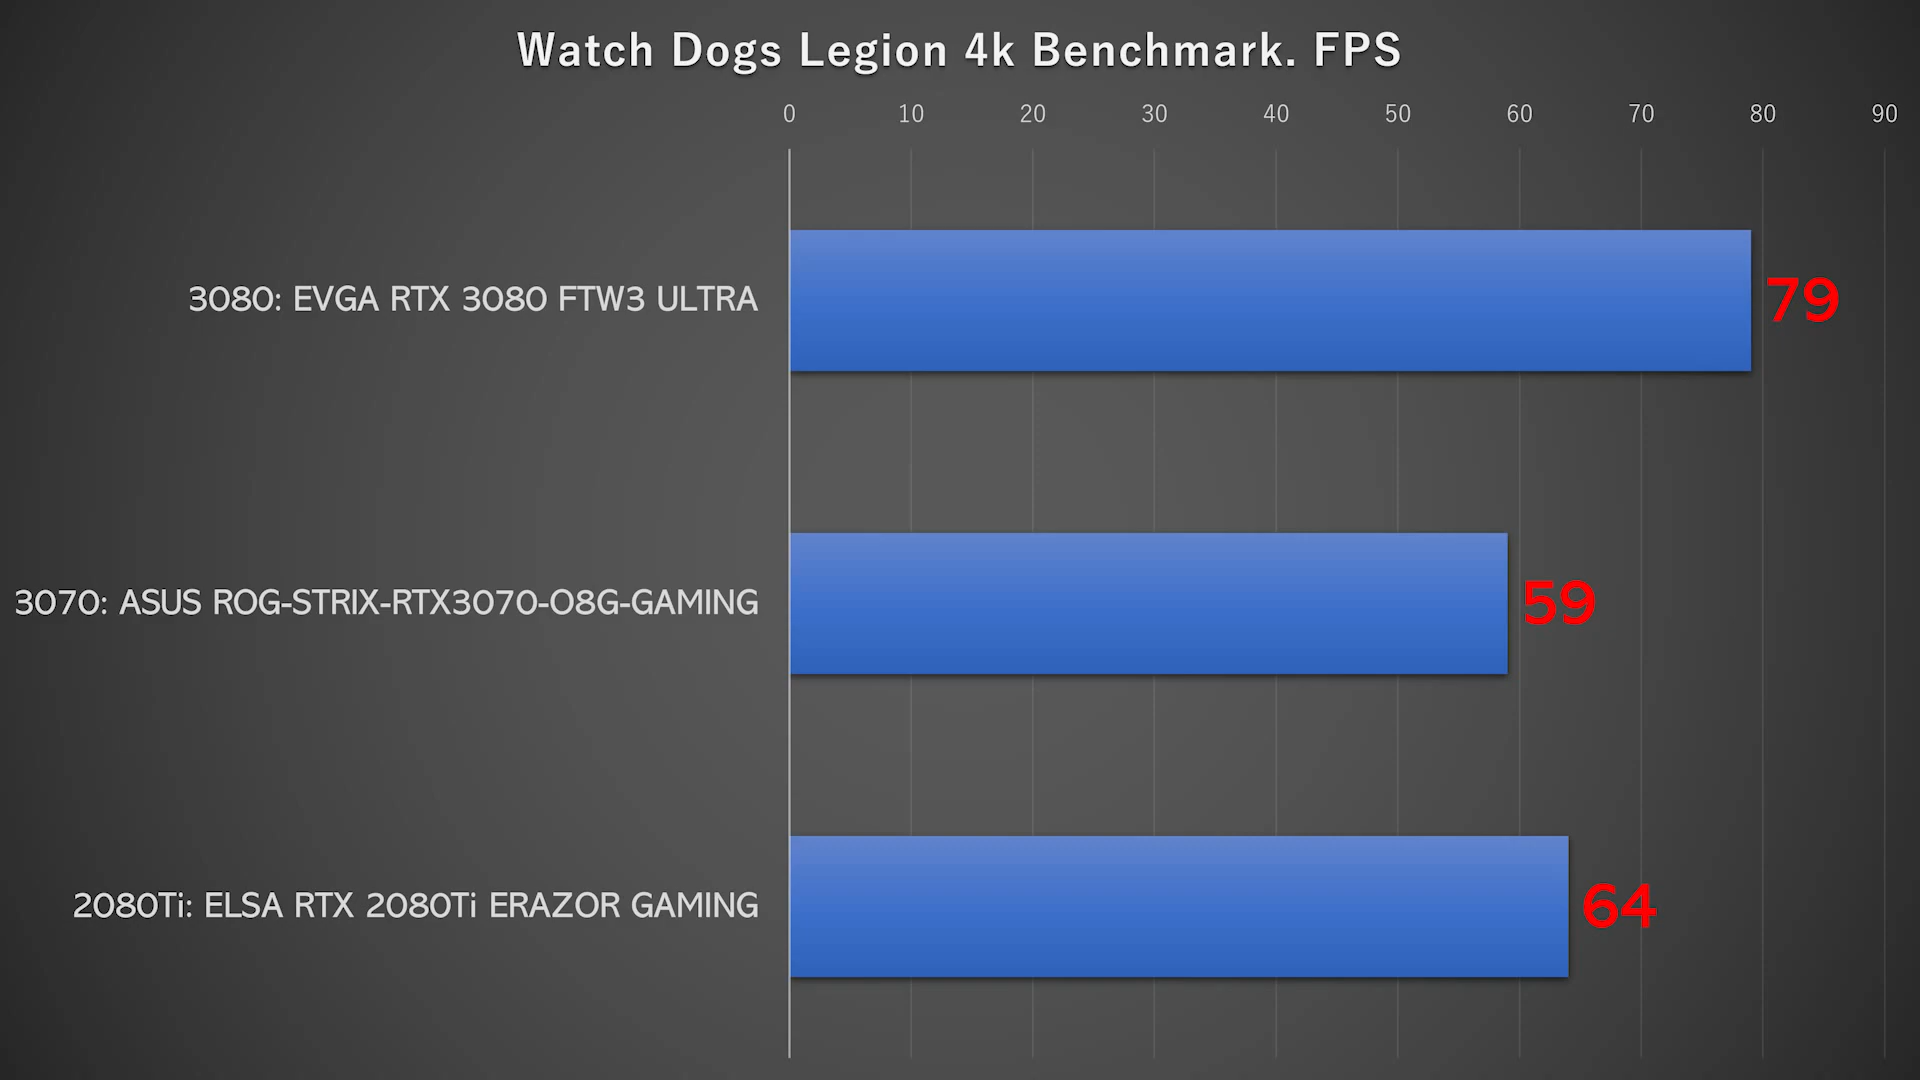 Watch Dogs Legion 4k Benchmark. FPS
0 10 20 30 40 50 60 70 80 90
3080: EVGA RTX 3080 FTW3 ULTRA 79
3070: ASUS ROG-STRIX-RTX3070-O8G-GAMING 59
2080Ti: ELSA RTX 2080Ti ERAZOR GAMING 64